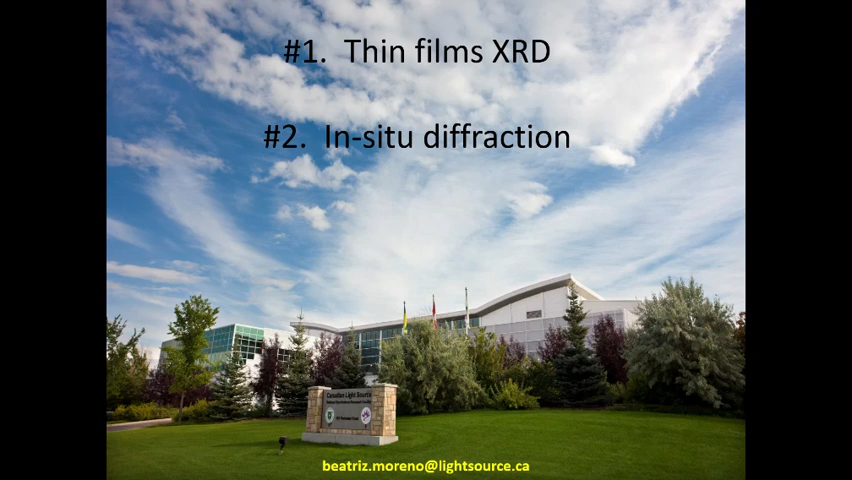 #1.  Thin films XRD
#2.  In-situ diffraction
Canadian Light Source
beatriz.moreno@lightsource.ca